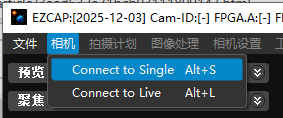 EZCAP:[2025-12-03] Cam-ID:[-] FPGA.A:[-] F
文件 相机 拍摄计划 图像处理 相机设定
预览 Connect to Single Alt+S
Connect to Live Alt+L
聚焦